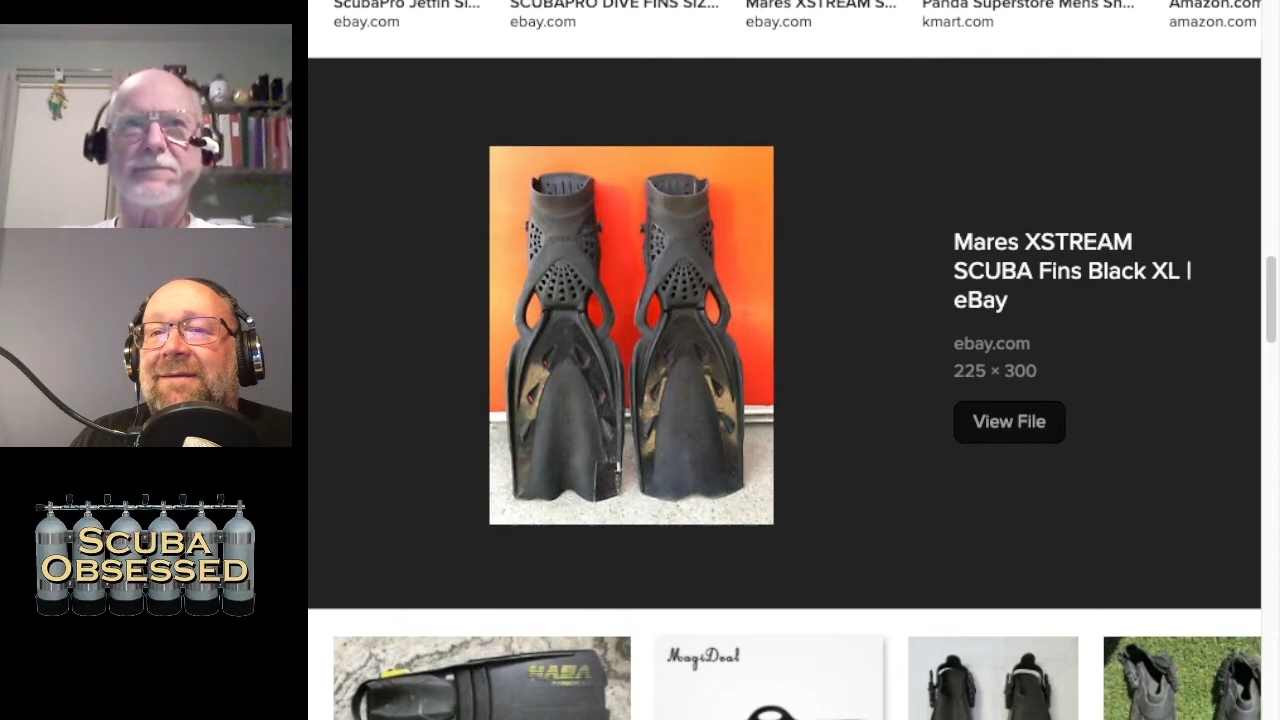 ScubaPro Jetfin Si...
ebay.com
SCUBAPRO DIVE FINS SIZ...
ebay.com
Mares XSTREAM S...
ebay.com
Panda Superstore Mens Sh...
kmart.com
Amazon.com
amazon.com
Mares XSTREAM
SCUBA Fins Black XL |
eBay
ebay.com
225 × 300
View File
SCUBA
OBSESSED
MagiDeal